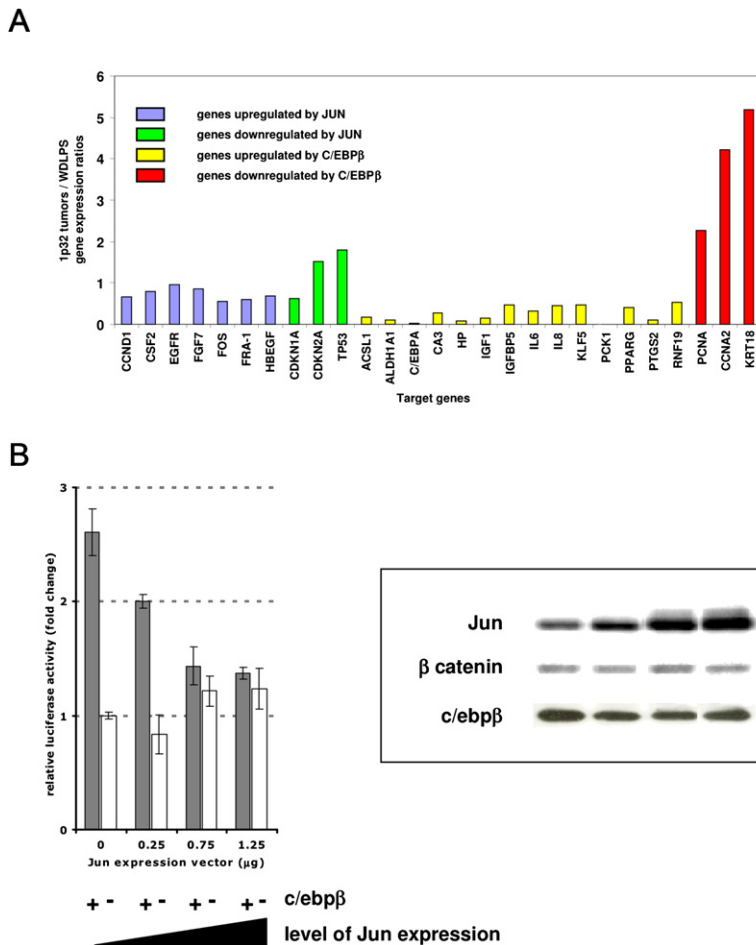 A
6
5
4
3
2
1
0
1p32 tumors / WDLPS
gene expression ratios
genes upregulated by JUN
genes downregulated by JUN
genes upregulated by C/EBPβ
genes downregulated by C/EBPβ
CCND1
CSF2
EGFR
FGF7
FOS
FRA-1
HBEGF
CDKN1A
CDKN2A
TP53
ACSL1
ALDH1A1
C/EBPA
CA3
HP
IGF1
IGFBP5
IL6
IL8
KLF5
PCK1
PPARG
PTGS2
RNF19
PCNA
CCNA2
KRT18
Target genes
B
3
2
1
0
relative luciferase activity (fold change)
0 0.25 0.75 1.25
Jun expression vector (µg)
+ - + - + - + - c/ebpβ
level of Jun expression
Jun
β catenin
c/ebpβ